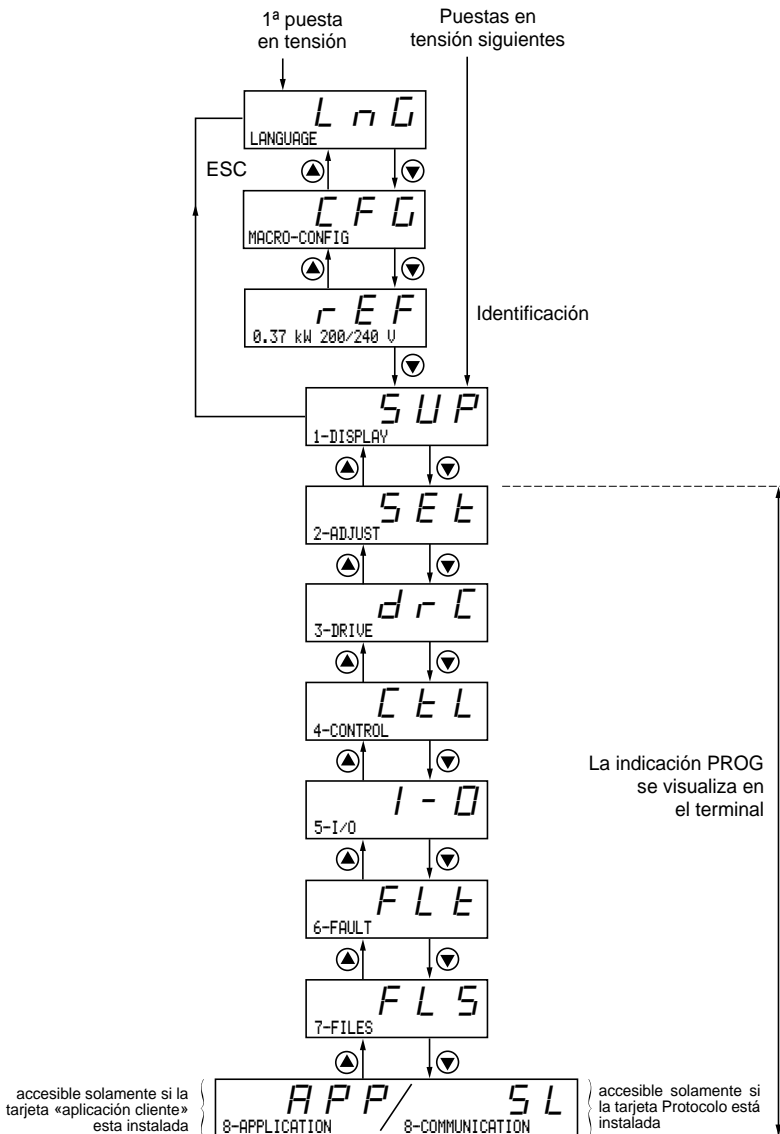 1ª puesta
en tensión
Puestas en
tensión siguientes
LnG
LANGUAGE
ESC
CFG
MACRO-CONFIG
rEF
0.37 kW 200/240 V
Identificación
SUP
1-DISPLAY
SEt
2-ADJUST
drC
3-DRIVE
CtL
4-CONTROL
I-O
5-I/O
La indicación PROG
se visualiza en
el terminal
FLt
6-FAULT
FLS
7-FILES
accesible solamente si la
tarjeta «aplicación cliente»
esta instalada
APP / SL
8-APPLICATION / 8-COMMUNICATION
accesible solamente si
la tarjeta Protocolo está
instalada